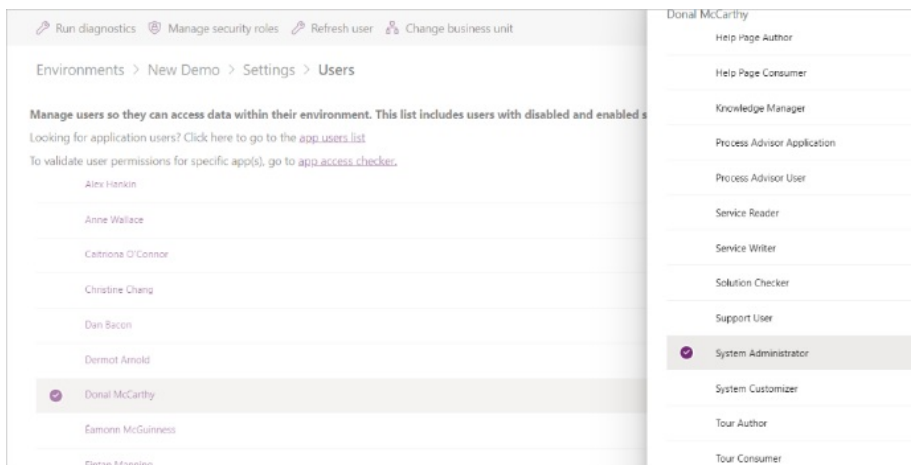 Run diagnostics Manage security roles Refresh user Change business unit
Environments > New Demo > Settings > Users
Manage users so they can access data within their environment. This list includes users with disabled and enabled s
Looking for application users? Click here to go to the app users list
To validate user permissions for specific app(s), go to app access checker.
Alex Hankin
Anne Wallace
Caitriona O'Connor
Christine Chang
Dan Bacon
Dermot Arnold
Donal McCarthy
Éamonn McGuinness
Fintan Manning
Donal McCarthy
Help Page Author
Help Page Consumer
Knowledge Manager
Process Advisor Application
Process Advisor User
Service Reader
Service Writer
Solution Checker
Support User
System Administrator
System Customizer
Tour Author
Tour Consumer